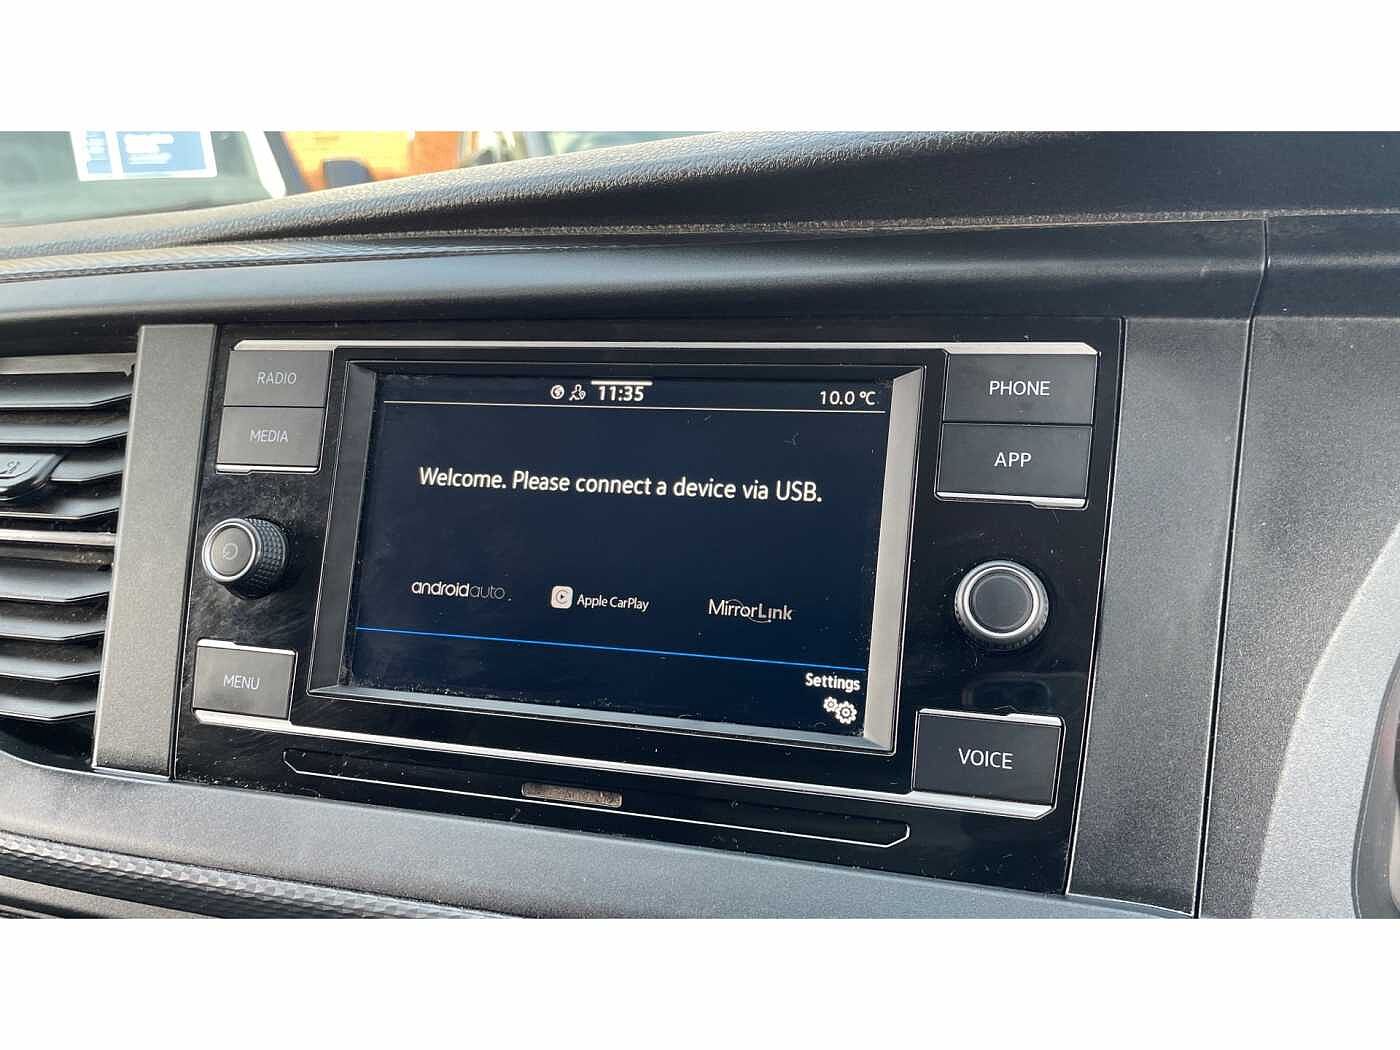 RADIO
MEDIA
MENU
11:35
10.0 °C
Welcome. Please connect a device via USB.
androidauto
Apple CarPlay
MirrorLink
Settings
PHONE
APP
VOICE